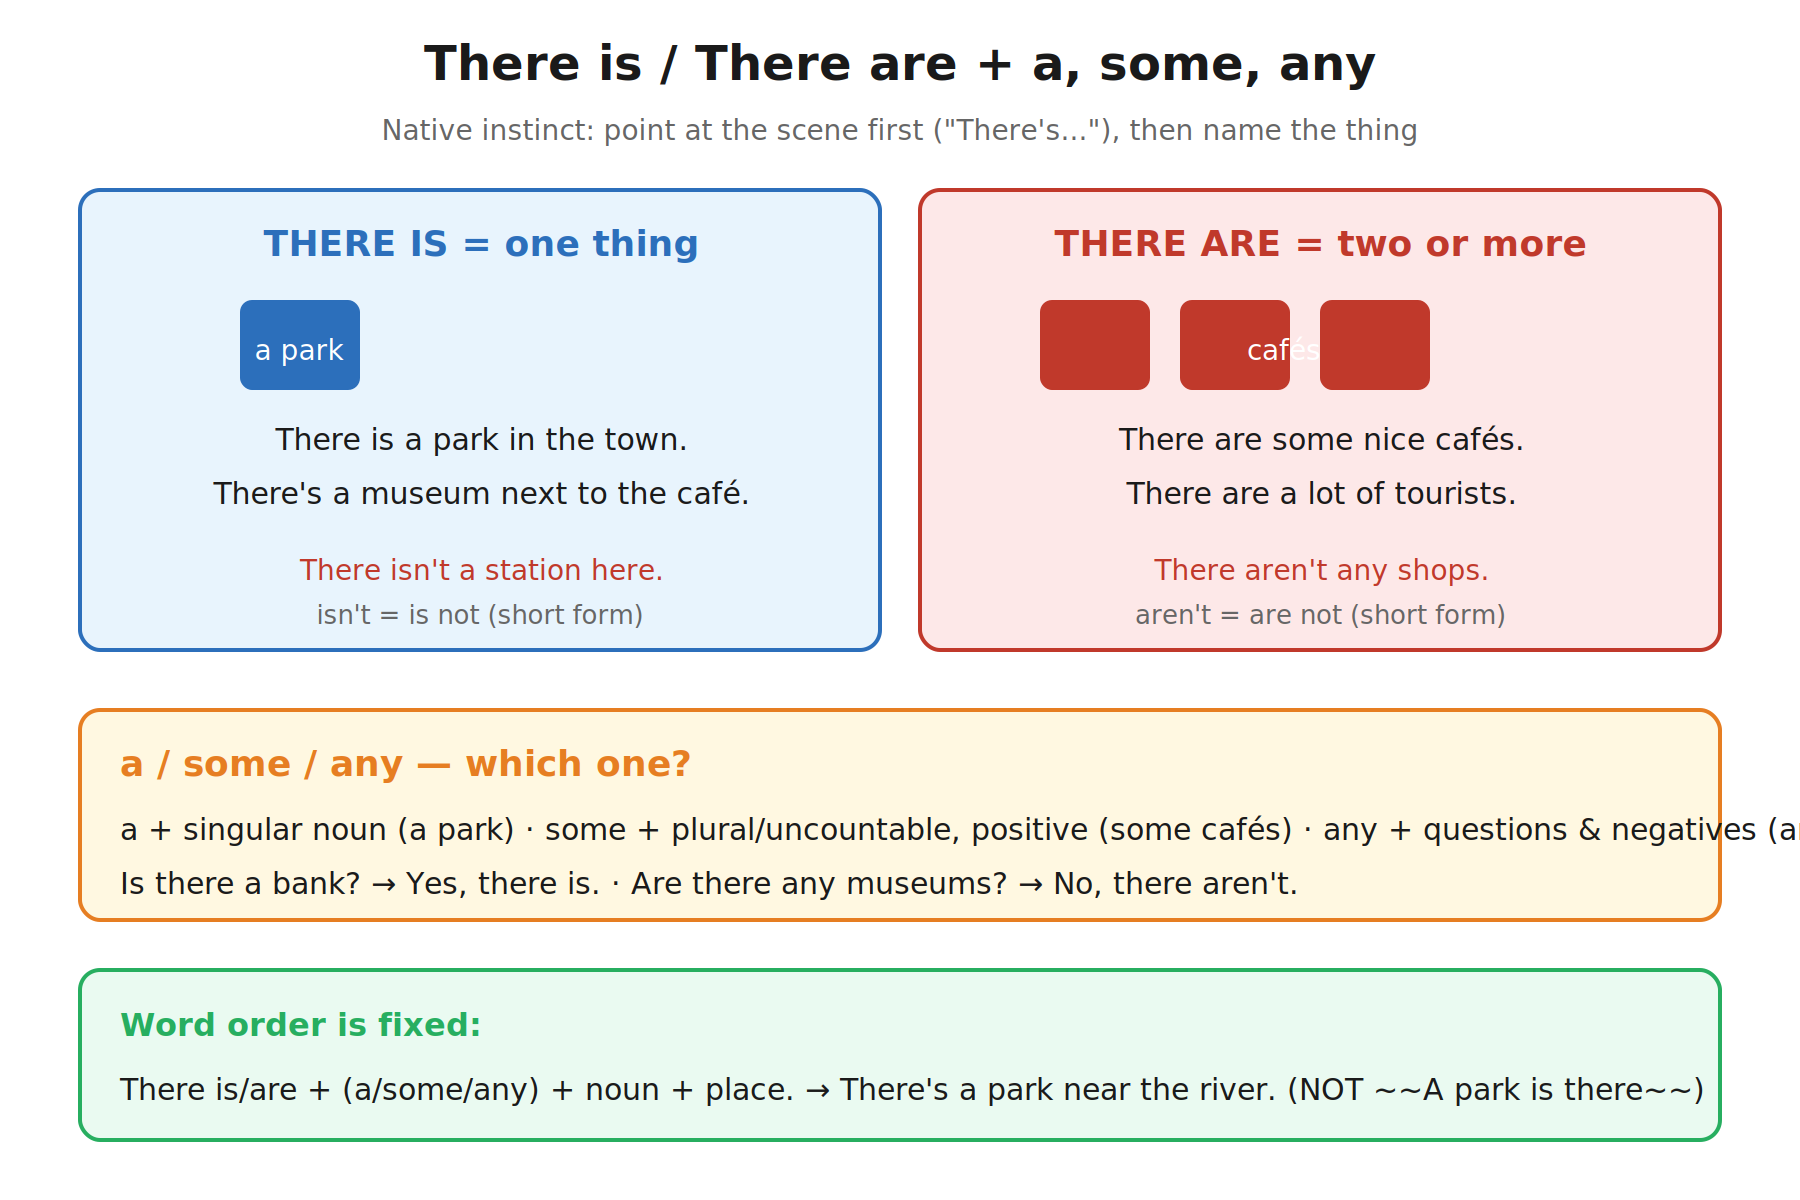 There is / There are + a, some, any
Native instinct: point at the scene first ("There's…"), then name the thing
THERE IS = one thing
a park
There is a park in the town.
There's a museum next to the café.
There isn't a station here.
isn't = is not (short form)
THERE ARE = two or more
cafés
There are some nice cafés.
There are a lot of tourists.
There aren't any shops.
aren't = are not (short form)
a / some / any — which one?
a + singular noun (a park) · some + plural/uncountable, positive (some cafés) · any + questions & negatives
Is there a bank? → Yes, there is. · Are there any museums? → No, there aren't.
Word order is fixed:
There is/are + (a/some/any) + noun + place. → There's a park near the river. (NOT ~~A park is there~~)